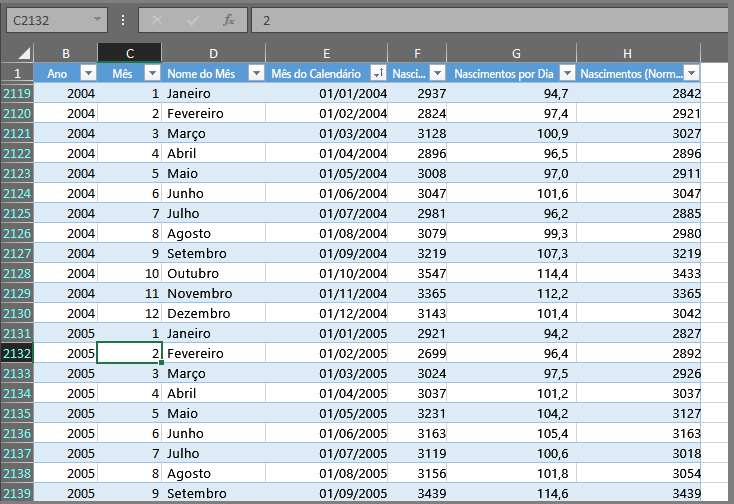 C2132 fx 2
B C D E F G H
1 Ano Mês Nome do Mês Mês do Calendário Nasci... Nascimentos por Dia Nascimentos (Norm...
2119 2004 1 Janeiro 01/01/2004 2937 94,7 2842
2120 2004 2 Fevereiro 01/02/2004 2824 97,4 2921
2121 2004 3 Março 01/03/2004 3128 100,9 3027
2122 2004 4 Abril 01/04/2004 2896 96,5 2896
2123 2004 5 Maio 01/05/2004 3008 97,0 2911
2124 2004 6 Junho 01/06/2004 3047 101,6 3047
2125 2004 7 Julho 01/07/2004 2981 96,2 2885
2126 2004 8 Agosto 01/08/2004 3079 99,3 2980
2127 2004 9 Setembro 01/09/2004 3219 107,3 3219
2128 2004 10 Outubro 01/10/2004 3547 114,4 3433
2129 2004 11 Novembro 01/11/2004 3365 112,2 3365
2130 2004 12 Dezembro 01/12/2004 3143 101,4 3042
2131 2005 1 Janeiro 01/01/2005 2921 94,2 2827
2132 2005 2 Fevereiro 01/02/2005 2699 96,4 2892
2133 2005 3 Março 01/03/2005 3024 97,5 2926
2134 2005 4 Abril 01/04/2005 3037 101,2 3037
2135 2005 5 Maio 01/05/2005 3231 104,2 3127
2136 2005 6 Junho 01/06/2005 3163 105,4 3163
2137 2005 7 Julho 01/07/2005 3119 100,6 3018
2138 2005 8 Agosto 01/08/2005 3156 101,8 3054
2139 2005 9 Setembro 01/09/2005 3439 114,6 3439